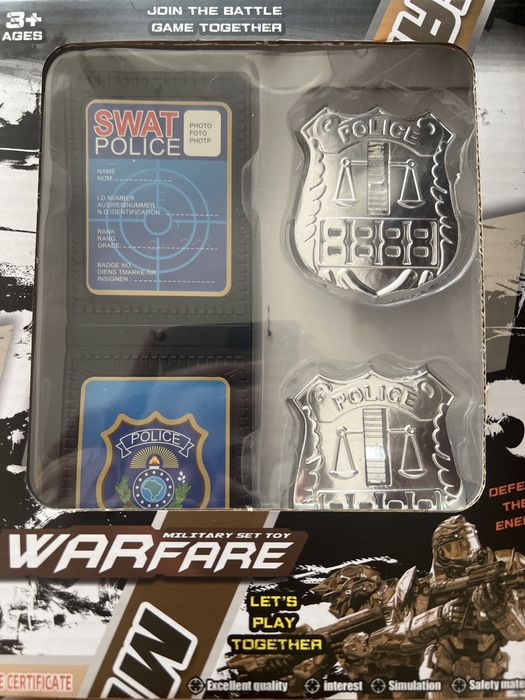 3+
AGES
JOIN THE BATTLE
GAME TOGETHER
SWAT
POLICE
PHOTO
FOTO
PHOTP
NAME
NOM
I.D.NUMBER
AUSWEISNUMMER
N.D.IDENTIFICATION
RANK
RANG
GRADE
BADGE NO.
DIENS TMARKE-NR
INSIGNEN
POLICE
8888
POLICE
POLICE
MILITARY SET TOY
WARFARE
LET'S
PLAY
TOGETHER
THE
CERTIFICATE
Excellent quality
interest
Simulation
Safety mate